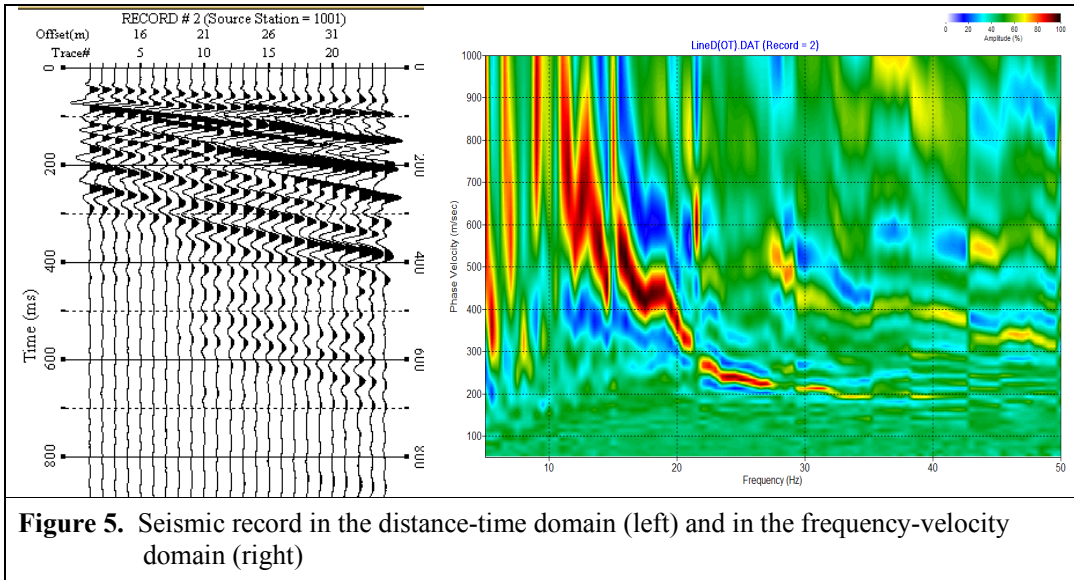 RECORD # 2 (Source Station = 1001)
Offset(m) 16 21 26 31
Trace# 5 10 15 20
0 0
200 200
400 400
600 600
800 800
Time (ms)
0 20 40 60 80 100
Amplitude (%)
LineD(OT).DAT (Record = 2)
1000
900
800
700
600
500
400
300
200
100
Phase Velocity (m/sec)
10 20 30 40 50
Frequency (Hz)
Figure 5. Seismic record in the distance-time domain (left) and in the frequency-velocity
domain (right)